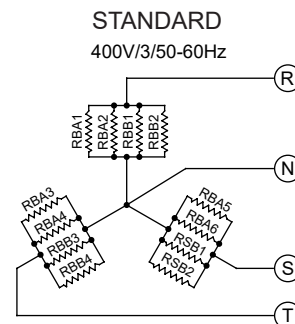 STANDARD
400V/3/50-60Hz
R
RBA1
RBA2
RBB1
RBB2
N
RBA3
RBA4
RBB3
RBB4
RBA5
RBA6
RSB1
RSB2
S
T